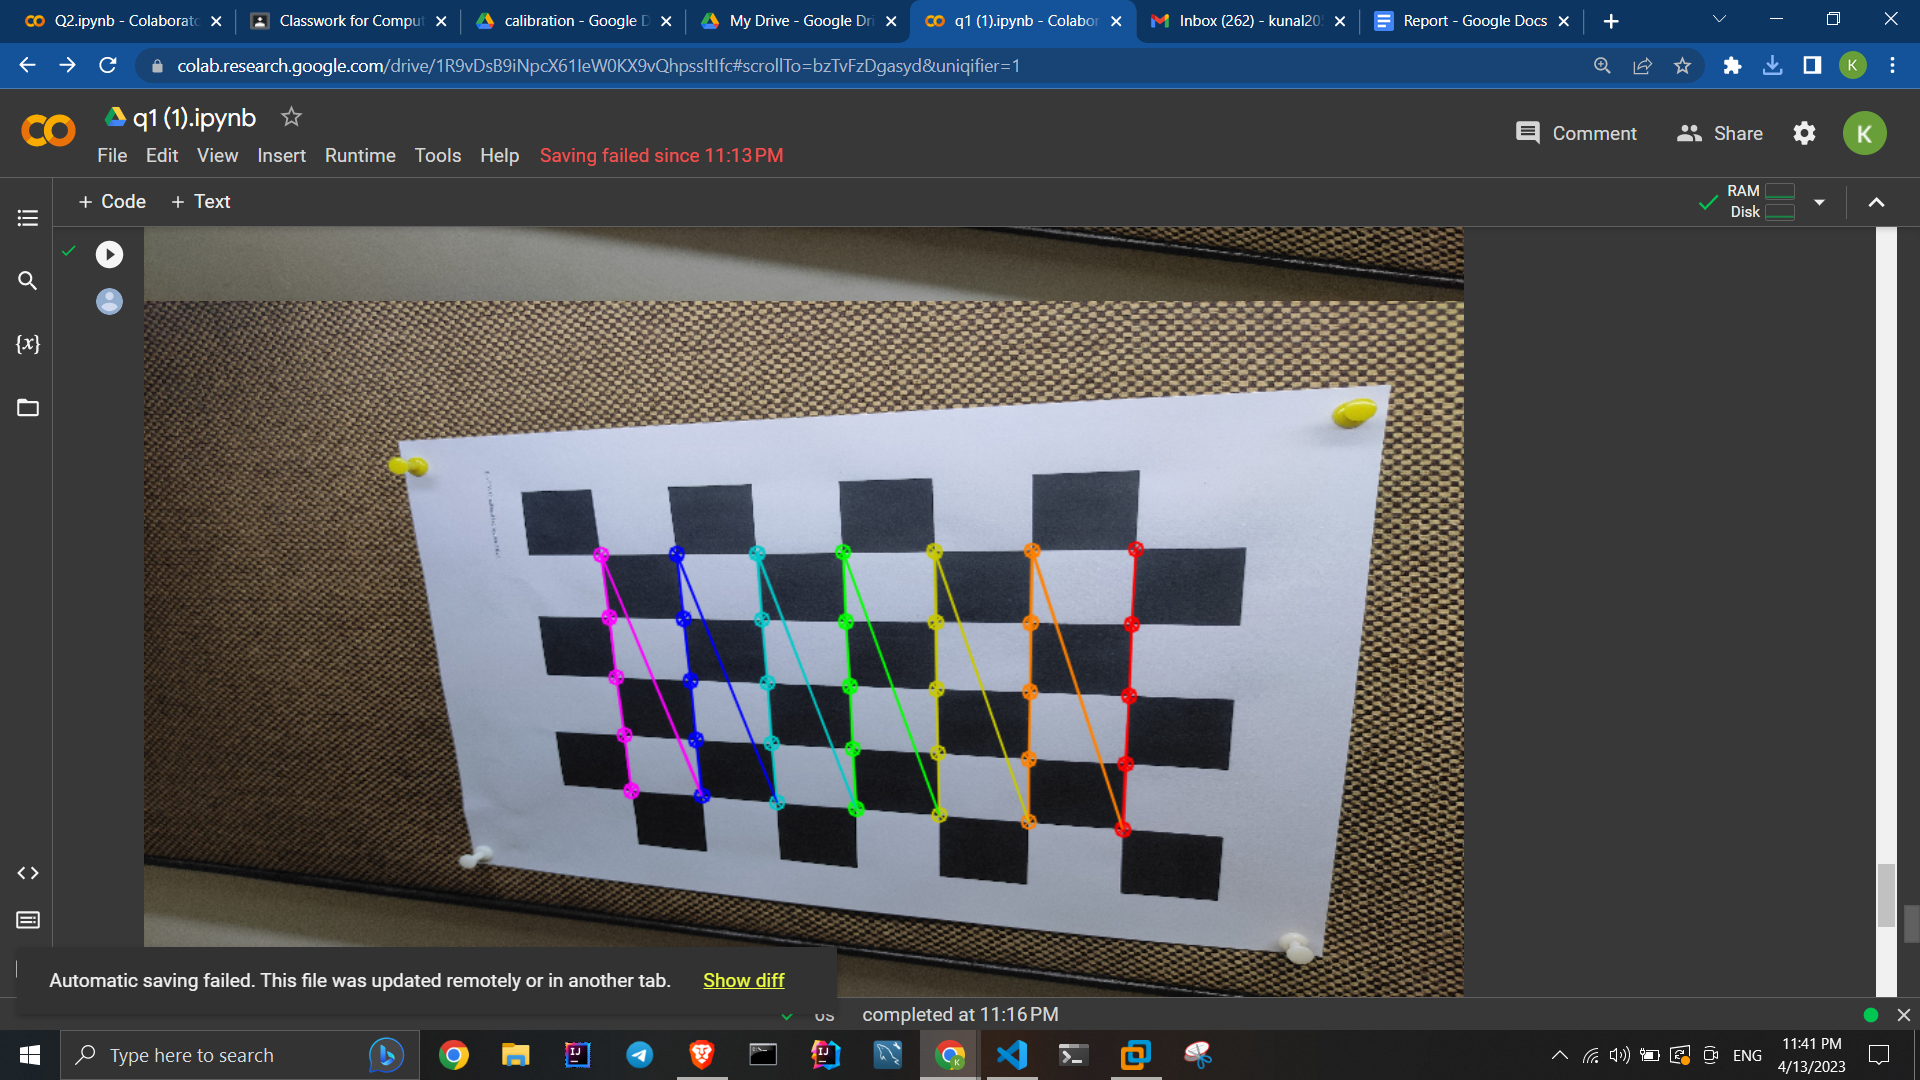 Q2.ipynb - Colaborat
Classwork for Comput
calibration - Google D
My Drive - Google Dri
q1 (1).ipynb - Colabor
Inbox (262) - kunal20
Report - Google Docs
colab.research.google.com/drive/1R9vDsB9iNpcX61IeW0KX9vQhpssItIfc#scrollTo=bzTvFzDgasyd&uniqifier=1
K
q1 (1).ipynb
Comment
Share
K
File Edit View Insert Runtime Tools Help Saving failed since 11:13 PM
+ Code + Text
RAM
Disk
{x}
Automatic saving failed. This file was updated remotely or in another tab. Show diff
completed at 11:16 PM
Type here to search
ENG
11:41 PM
4/13/2023